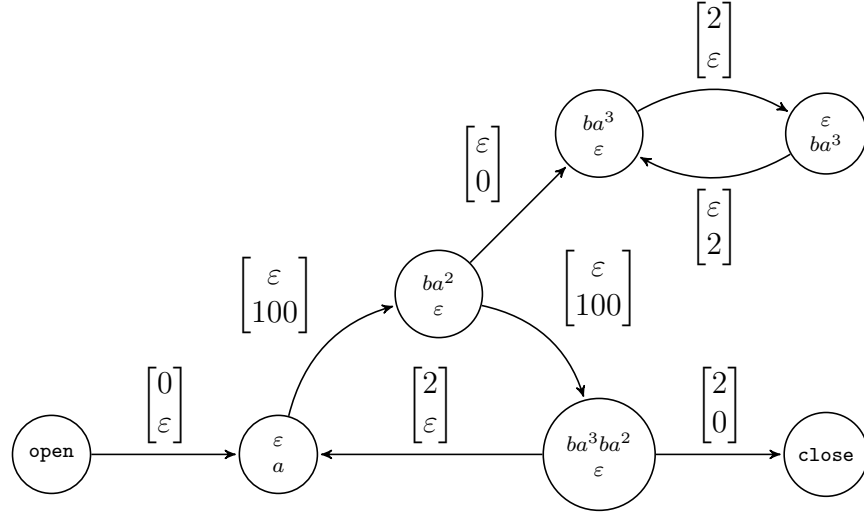 [2 ε]
ba³ ε
ε ba³
[ε 0]
[ε 2]
[ε 100]
ba² ε
[ε 100]
[0 ε]
[2 ε]
[2 0]
open
ε a
ba³ba² ε
close